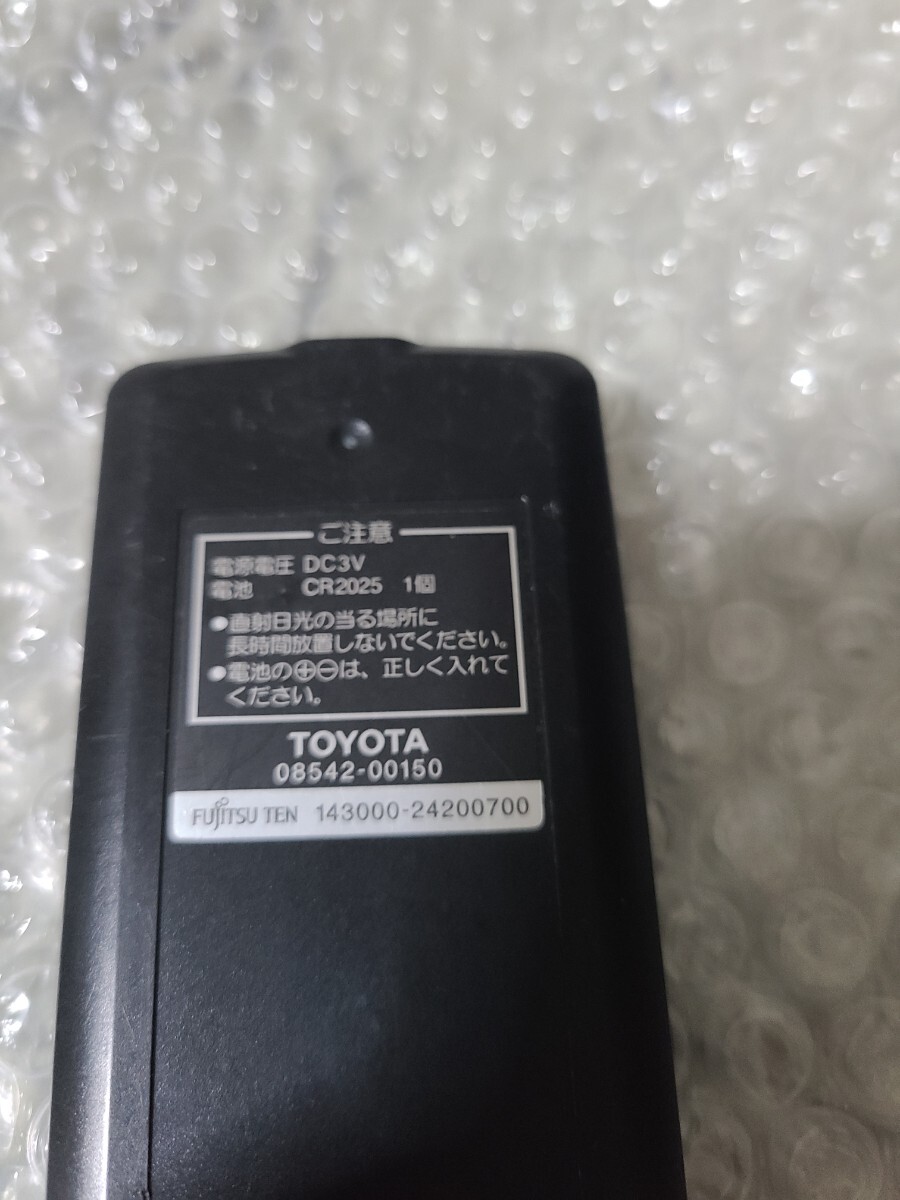 ご注意
電源電圧 DC3V
電池 CR2025 1個
●直射日光の当る場所に
長時間放置しないでください。
●電池の⊕⊖は、正しく入れて
ください。
TOYOTA
08542-00150
FUJITSU TEN 143000-24200700